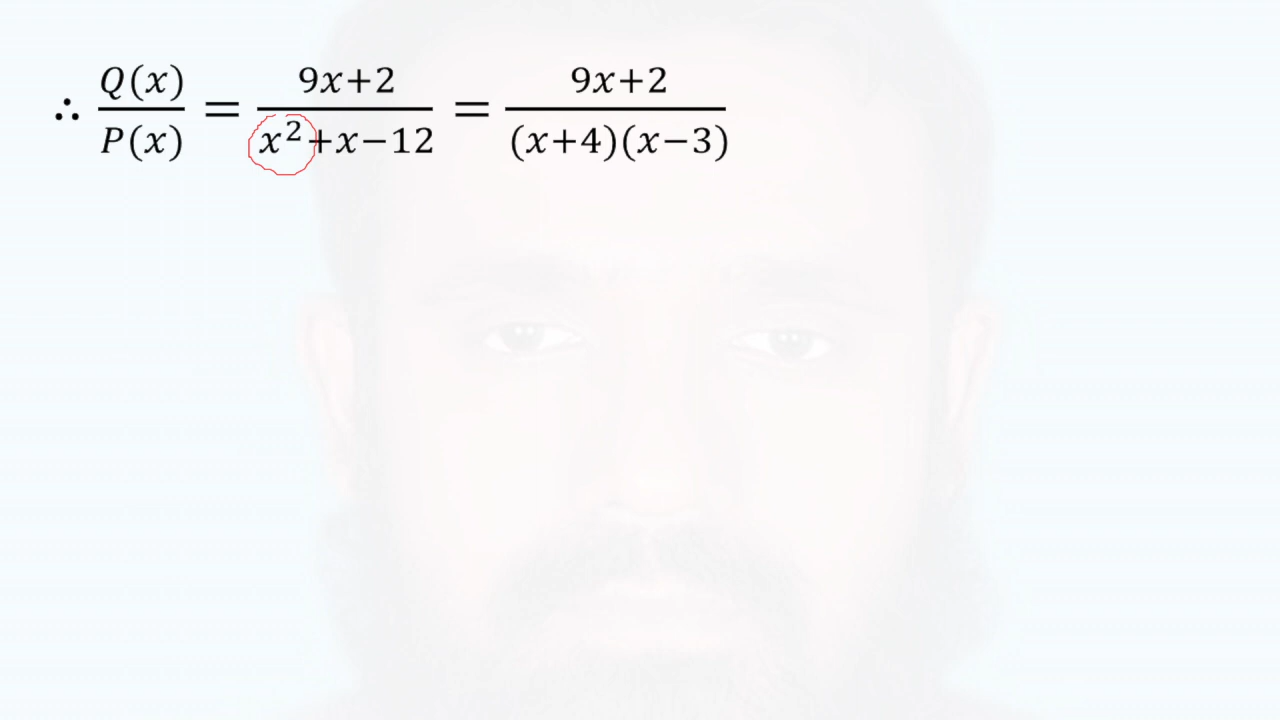 ∴ Q(x)/P(x) = 9x+2/x²+x−12 = 9x+2/(x+4)(x−3)